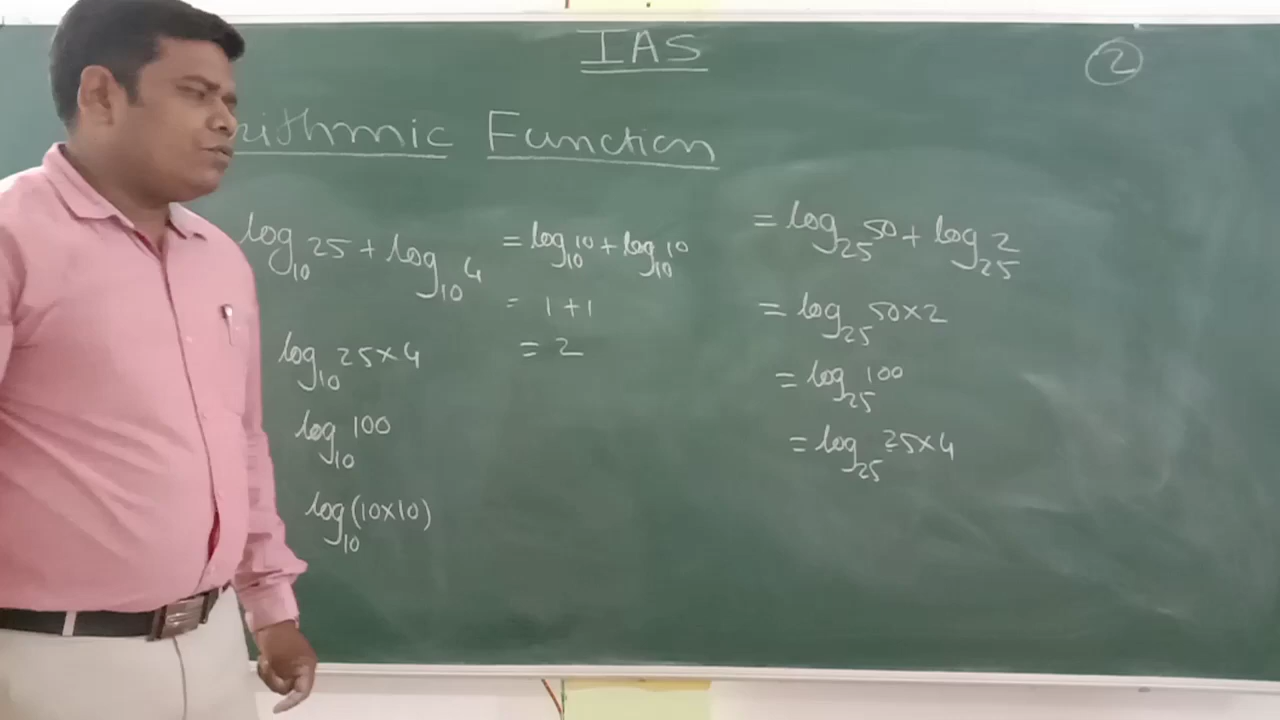 IAS
2
rithmic Function
log₁₀ 25 + log₁₀ 4
log₁₀ 25×4
log₁₀ 100
log₁₀ (10×10)
= log₁₀ 10 + log₁₀ 10
= 1+1
= 2
= log₂₅ 50 + log₂₅ 2
= log₂₅ 50×2
= log₂₅ 100
= log₂₅ 25×4